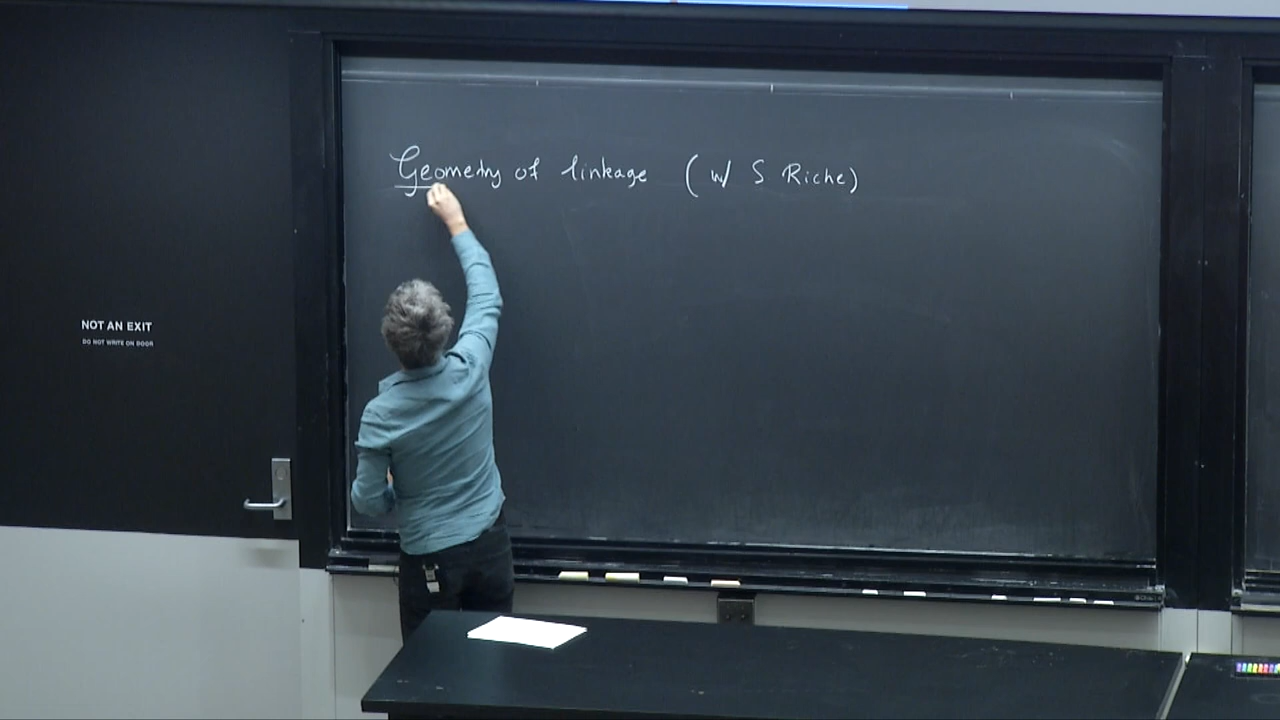 Geometry of linkage (w/ S Riche)
NOT AN EXIT
DO NOT WRITE ON DOOR